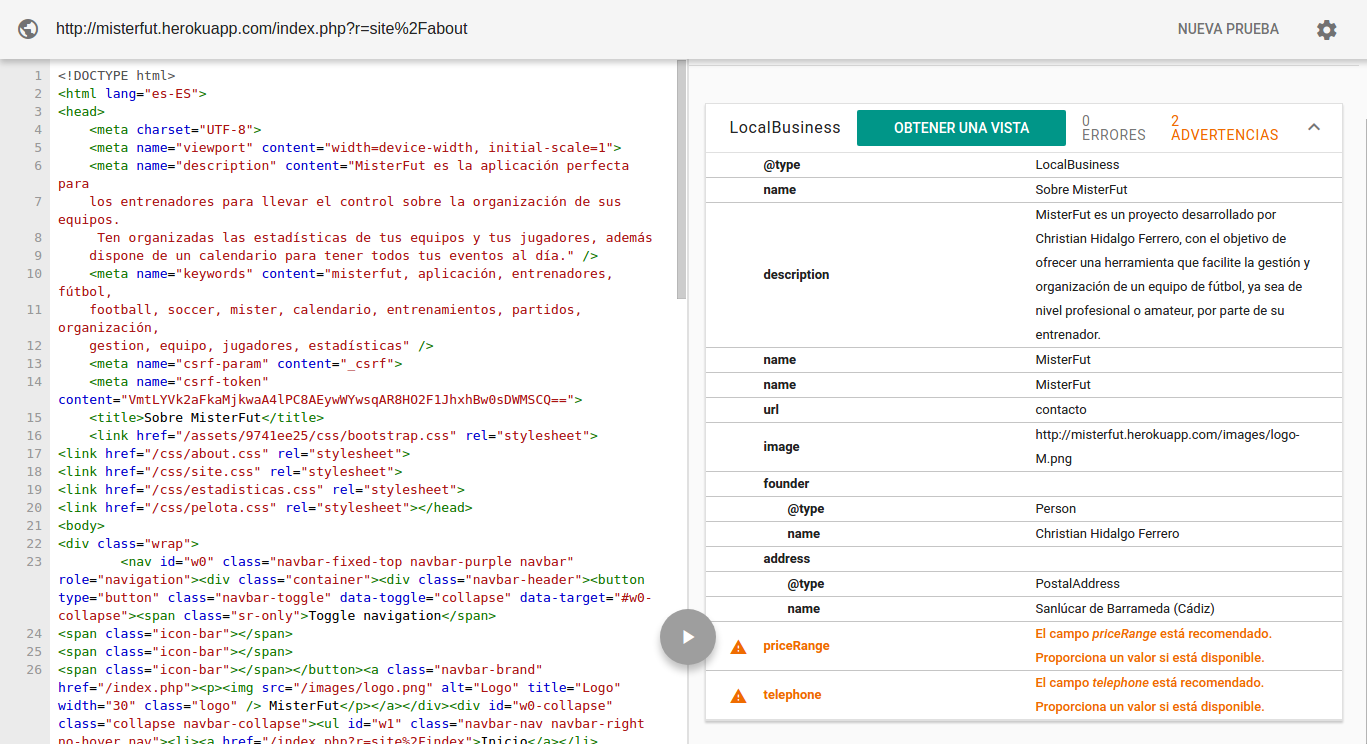 http://misterfut.herokuapp.com/index.php?r=site%2Fabout
NUEVA PRUEBA
1 <!DOCTYPE html>
2 <html lang="es-ES">
3 <head>
4 <meta charset="UTF-8">
5 <meta name="viewport" content="width=device-width, initial-scale=1">
6 <meta name="description" content="MisterFut es la aplicación perfecta
para
7 los entrenadores para llevar el control sobre la organización de sus
equipos.
8 Ten organizadas las estadísticas de tus equipos y tus jugadores, además
9 dispone de un calendario para tener todos tus eventos al día." />
10 <meta name="keywords" content="misterfut, aplicación, entrenadores,
fútbol,
11 football, soccer, mister, calendario, entrenamientos, partidos,
organización,
12 gestion, equipo, jugadores, estadísticas" />
13 <meta name="csrf-param" content="_csrf">
14 <meta name="csrf-token"
content="VmtLYVk2aFkaMjkwaA4lPC8AEywWYwsqAR8HO2F1JhxhBw0sDWMSCQ==">
15 <title>Sobre MisterFut</title>
16 <link href="/assets/9741ee25/css/bootstrap.css" rel="stylesheet">
17 <link href="/css/about.css" rel="stylesheet">
18 <link href="/css/site.css" rel="stylesheet">
19 <link href="/css/estadisticas.css" rel="stylesheet">
20 <link href="/css/pelota.css" rel="stylesheet"></head>
21 <body>
22 <div class="wrap">
23 <nav id="w0" class="navbar-fixed-top navbar-purple navbar"
role="navigation"><div class="container"><div class="navbar-header"><button
type="button" class="navbar-toggle" data-toggle="collapse" data-target="#w0-
collapse"><span class="sr-only">Toggle navigation</span>
24 <span class="icon-bar"></span>
25 <span class="icon-bar"></span>
26 <span class="icon-bar"></span></button><a class="navbar-brand"
href="/index.php"><p><img src="/images/logo.png" alt="Logo" title="Logo"
width="30" class="logo" /> MisterFut</p></a></div><div id="w0-collapse"
class="collapse navbar-collapse"><ul id="w1" class="navbar-nav navbar-right
no-hover nav"><li><a href="/index.php?r=site%2Findex">Inicio</a></li>
LocalBusiness OBTENER UNA VISTA 0 ERRORES 2 ADVERTENCIAS
@type LocalBusiness
name Sobre MisterFut
description MisterFut es un proyecto desarrollado por
Christian Hidalgo Ferrero, con el objetivo de
ofrecer una herramienta que facilite la gestión y
organización de un equipo de fútbol, ya sea de
nivel profesional o amateur, por parte de su
entrenador.
name MisterFut
name MisterFut
url contacto
image http://misterfut.herokuapp.com/images/logo-
M.png
founder
@type Person
name Christian Hidalgo Ferrero
address
@type PostalAddress
name Sanlúcar de Barrameda (Cádiz)
priceRange El campo priceRange está recomendado.
Proporciona un valor si está disponible.
telephone El campo telephone está recomendado.
Proporciona un valor si está disponible.